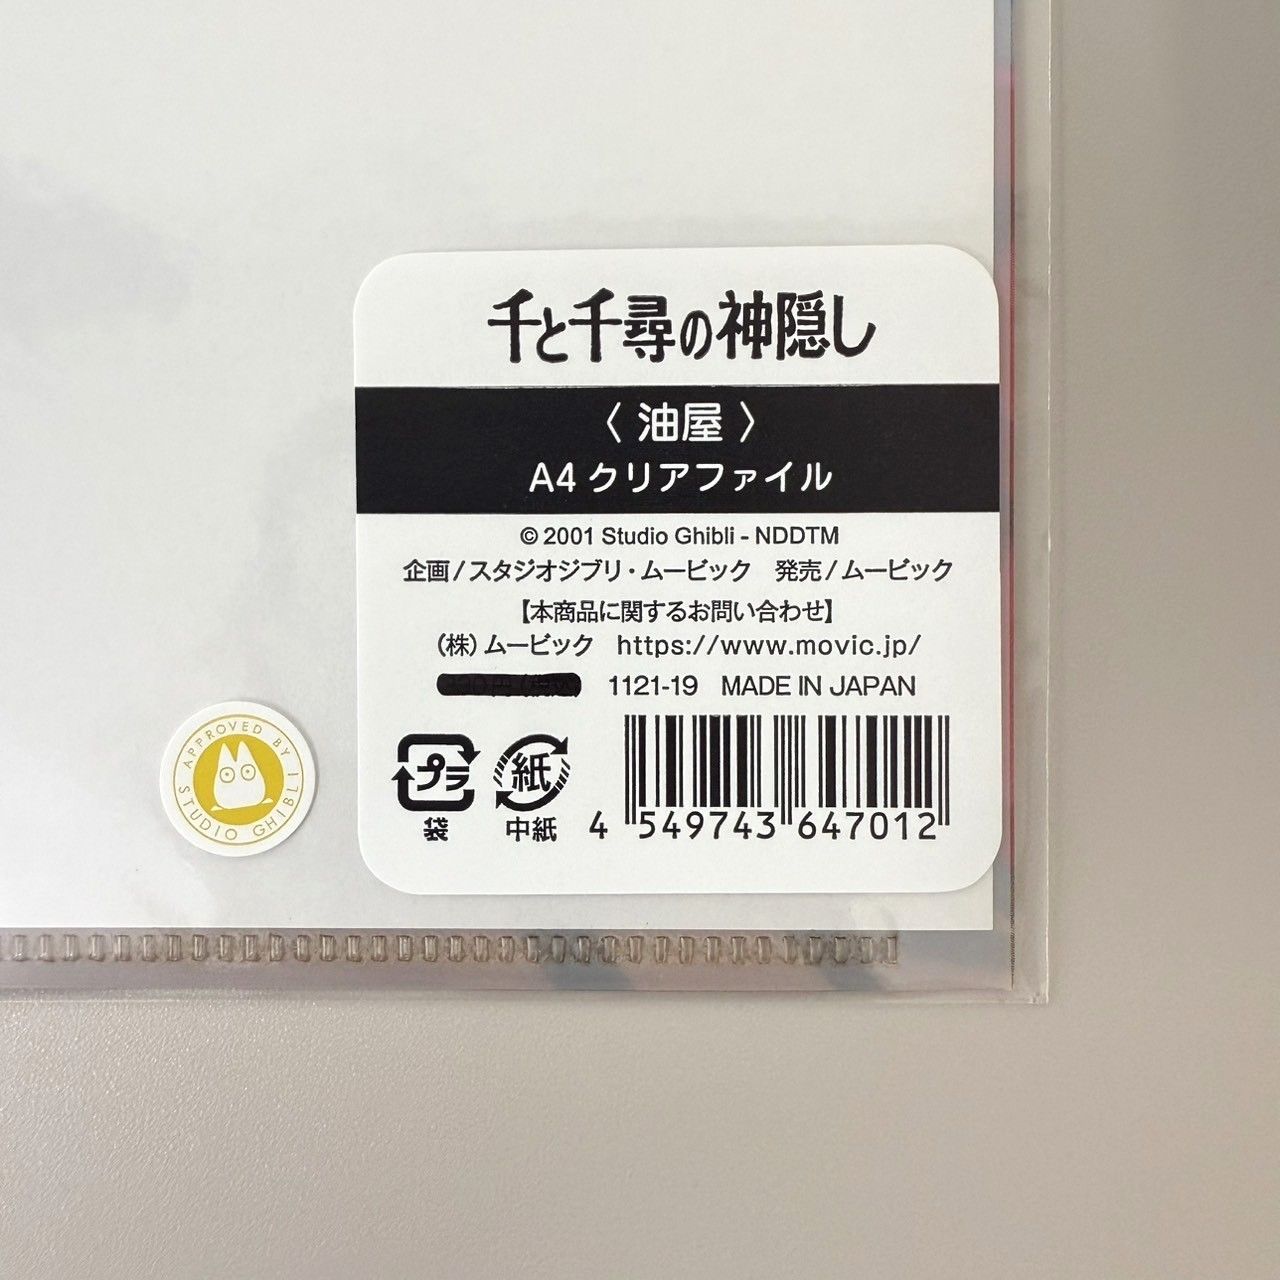 千と千尋の神隠し
〈 油屋 〉
A4 クリアファイル
© 2001 Studio Ghibli - NDDTM
企画 / スタジオジブリ・ムービック 発売 / ムービック
【本商品に関するお問い合わせ】
(株) ムービック https://www.movic.jp/
1121-19 MADE IN JAPAN
プラ 紙
袋 中紙
4 549743 647012
APPROVED BY
STUDIO GHIBLI